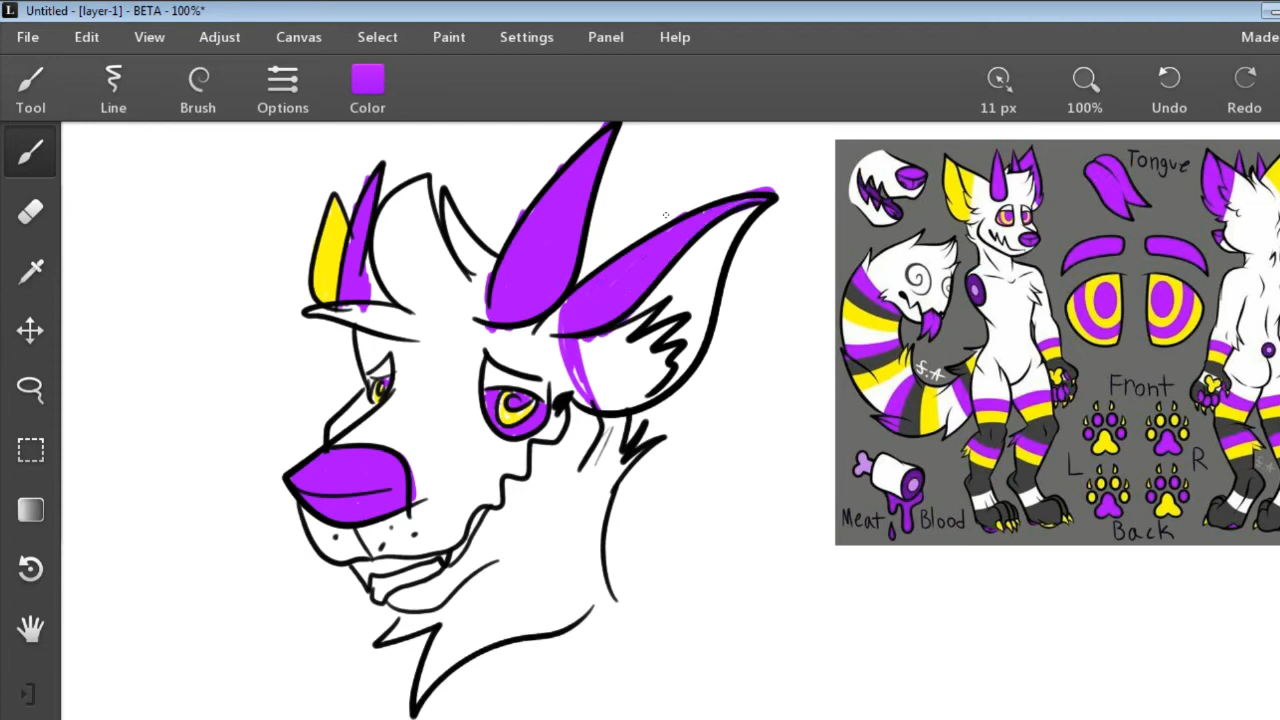 L Untitled - [layer-1] - BETA - 100%*
File Edit View Adjust Canvas Select Paint Settings Panel Help Made
Tool Line Brush Options Color 11 px 100% Undo Redo
Tongue
S.A
Front
L R
Meat Blood
Back